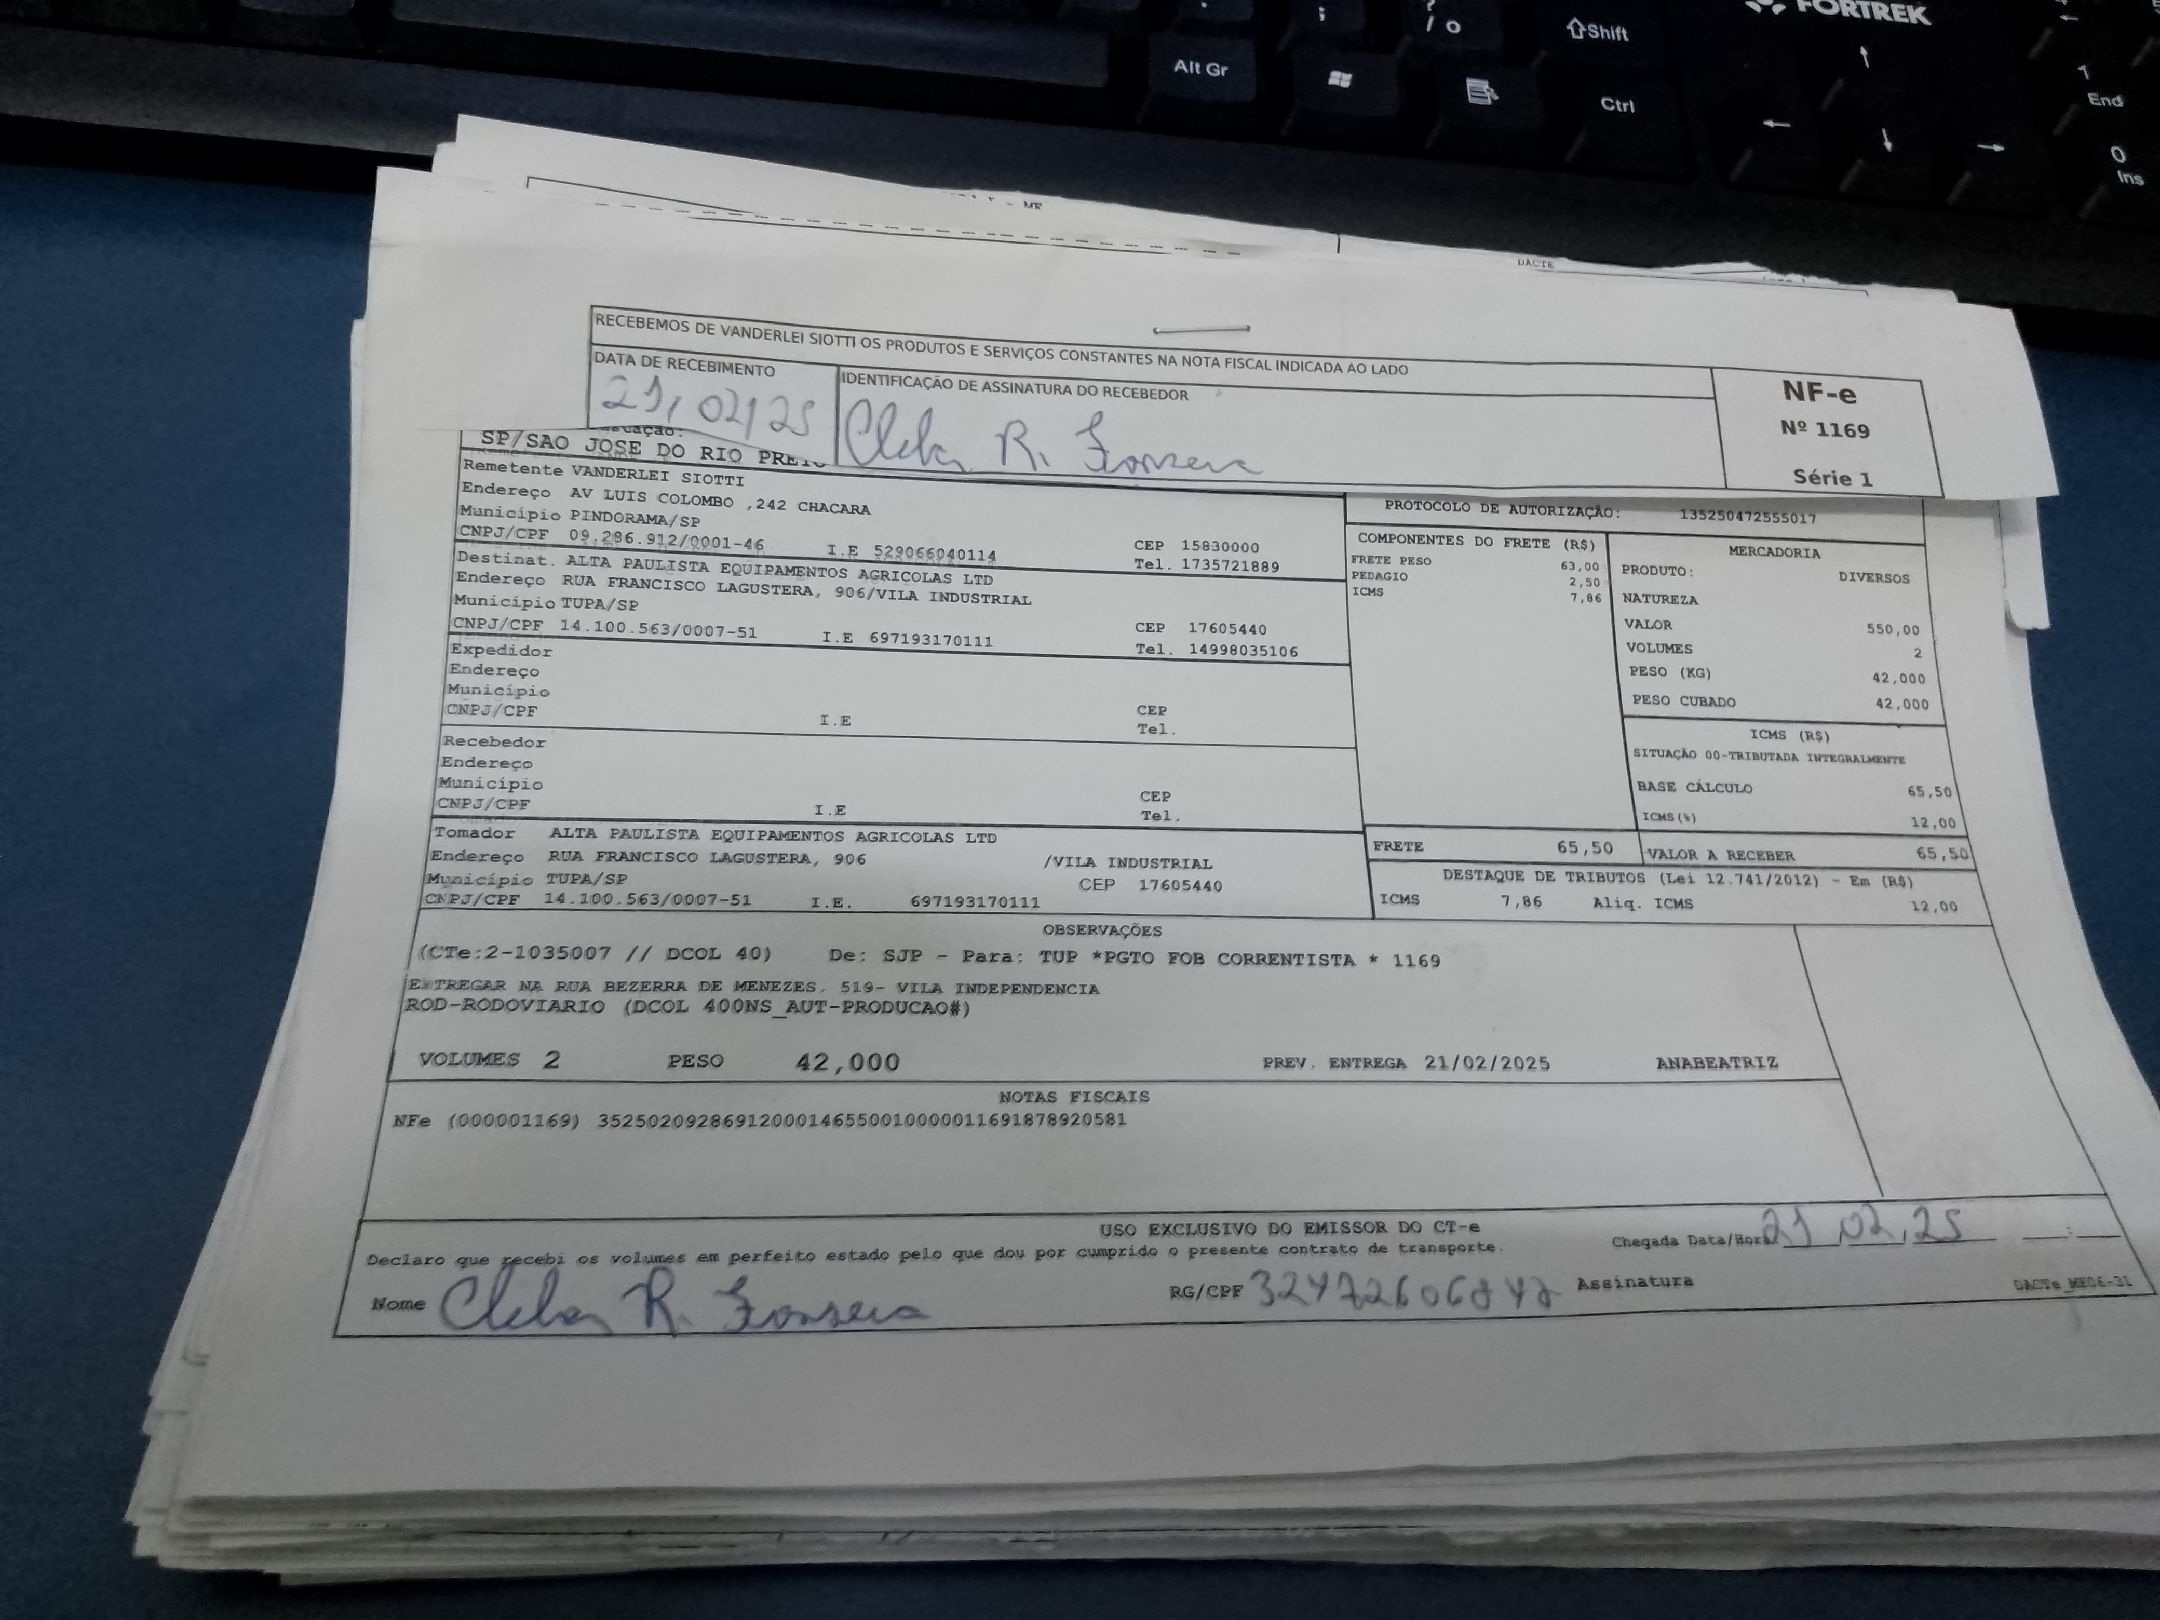 FORTREK
Alt Gr
Shift
Ctrl
1
End
0
Ins
DACTE
RECEBEMOS DE VANDERLEI SIOTTI OS PRODUTOS E SERVIÇOS CONSTANTES NA NOTA FISCAL INDICADA AO LADO
DATA DE RECEBIMENTO
21/02/25
IDENTIFICAÇÃO DE ASSINATURA DO RECEBEDOR
Cleber R. Fonseca
NF-e
Nº 1169
Série 1
SP/SAO JOSE DO RIO
Remetente VANDERLEI SIOTTI
Endereço AV LUIS COLOMBO ,242 CHACARA
Município PINDORAMA/SP
CNPJ/CPF 09.286.912/0001-46 I.E 529066040114
CEP 15830000
Tel. 1735721889
Destinat. ALTA PAULISTA EQUIPAMENTOS AGRICOLAS LTD
Endereço RUA FRANCISCO LAGUSTERA, 906/VILA INDUSTRIAL
Município TUPA/SP
CNPJ/CPF 14.100.563/0007-51 I.E 697193170111
CEP 17605440
Tel. 14998035106
Expedidor
Endereço
Município
CNPJ/CPF I.E
CEP
Tel.
Recebedor
Endereço
Município
CNPJ/CPF I.E
CEP
Tel.
Tomador ALTA PAULISTA EQUIPAMENTOS AGRICOLAS LTD
Endereço RUA FRANCISCO LAGUSTERA, 906 /VILA INDUSTRIAL
Município TUPA/SP CEP 17605440
CNPJ/CPF 14.100.563/0007-51 I.E. 697193170111
PROTOCOLO DE AUTORIZAÇÃO: 135250472555017
COMPONENTES DO FRETE (R$)
FRETE PESO 63,00
PEDAGIO 2,50
ICMS 7,86
MERCADORIA
PRODUTO: DIVERSOS
NATUREZA
VALOR 550,00
VOLUMES 2
PESO (KG) 42,000
PESO CUBADO 42,000
ICMS (R$)
SITUAÇÃO 00-TRIBUTADA INTEGRALMENTE
BASE CÁLCULO 65,50
ICMS(%) 12,00
FRETE 65,50
VALOR A RECEBER 65,50
DESTAQUE DE TRIBUTOS (Lei 12.741/2012) - Em (R$)
ICMS 7,86 Aliq. ICMS 12,00
OBSERVAÇÕES
(CTe:2-1035007 // DCOL 40) De: SJP - Para: TUP *PGTO FOB CORRENTISTA * 1169
ENTREGAR NA RUA BEZERRA DE MENEZES, 519- VILA INDEPENDENCIA
ROD-RODOVIARIO (DCOL 400NS_AUT-PRODUCAO#)
VOLUMES 2 PESO 42,000 PREV. ENTREGA 21/02/2025 ANABEATRIZ
NOTAS FISCAIS
NFe (000001169) 35250209286912000146550010000011691878920581
USO EXCLUSIVO DO EMISSOR DO CT-e
Declaro que recebi os volumes em perfeito estado pelo que dou por cumprido o presente contrato de transporte.
Chegada Data/Hora 21/02/25 __:__
Nome Cleber R. Fonseca
RG/CPF
Assinatura
DACTe_ME06-31